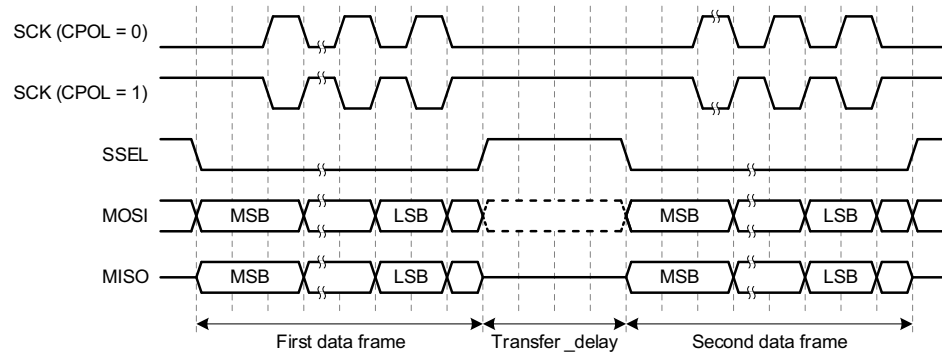 SCK (CPOL = 0)
SCK (CPOL = 1)
SSEL
MOSI MSB LSB MSB LSB
MISO MSB LSB MSB LSB
First data frame Transfer _delay Second data frame